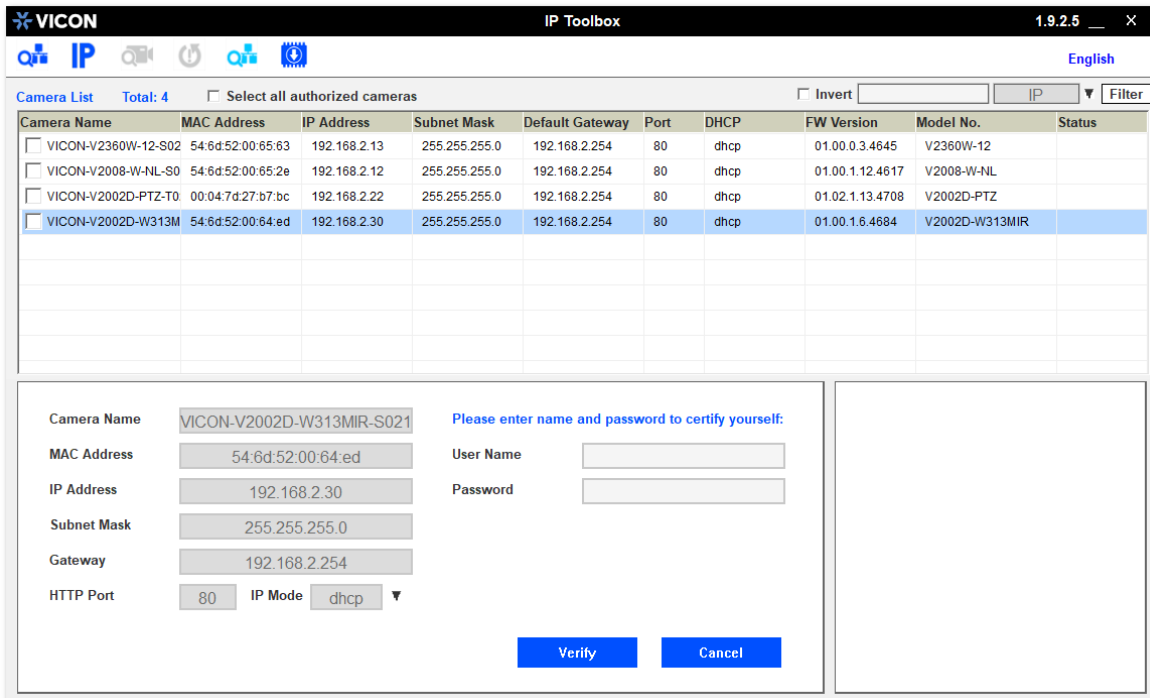 VICON IP Toolbox 1.9.2.5 __ X
IP English
Camera List Total: 4 Select all authorized cameras Invert IP Filter
Camera Name MAC Address IP Address Subnet Mask Default Gateway Port DHCP FW Version Model No. Status
VICON-V2360W-12-S02 54:6d:52:00:65:63 192.168.2.13 255.255.255.0 192.168.2.254 80 dhcp 01.00.0.3.4645 V2360W-12
VICON-V2008-W-NL-S0 54:6d:52:00:65:2e 192.168.2.12 255.255.255.0 192.168.2.254 80 dhcp 01.00.1.12.4617 V2008-W-NL
VICON-V2002D-PTZ-T0 00:04:7d:27:b7:bc 192.168.2.22 255.255.255.0 192.168.2.254 80 dhcp 01.02.1.13.4708 V2002D-PTZ
VICON-V2002D-W313M 54:6d:52:00:64:ed 192.168.2.30 255.255.255.0 192.168.2.254 80 dhcp 01.00.1.6.4684 V2002D-W313MIR
Camera Name VICON-V2002D-W313MIR-S021 Please enter name and password to certify yourself:
MAC Address 54:6d:52:00:64:ed User Name
IP Address 192.168.2.30 Password
Subnet Mask 255.255.255.0
Gateway 192.168.2.254
HTTP Port 80 IP Mode dhcp
Verify Cancel